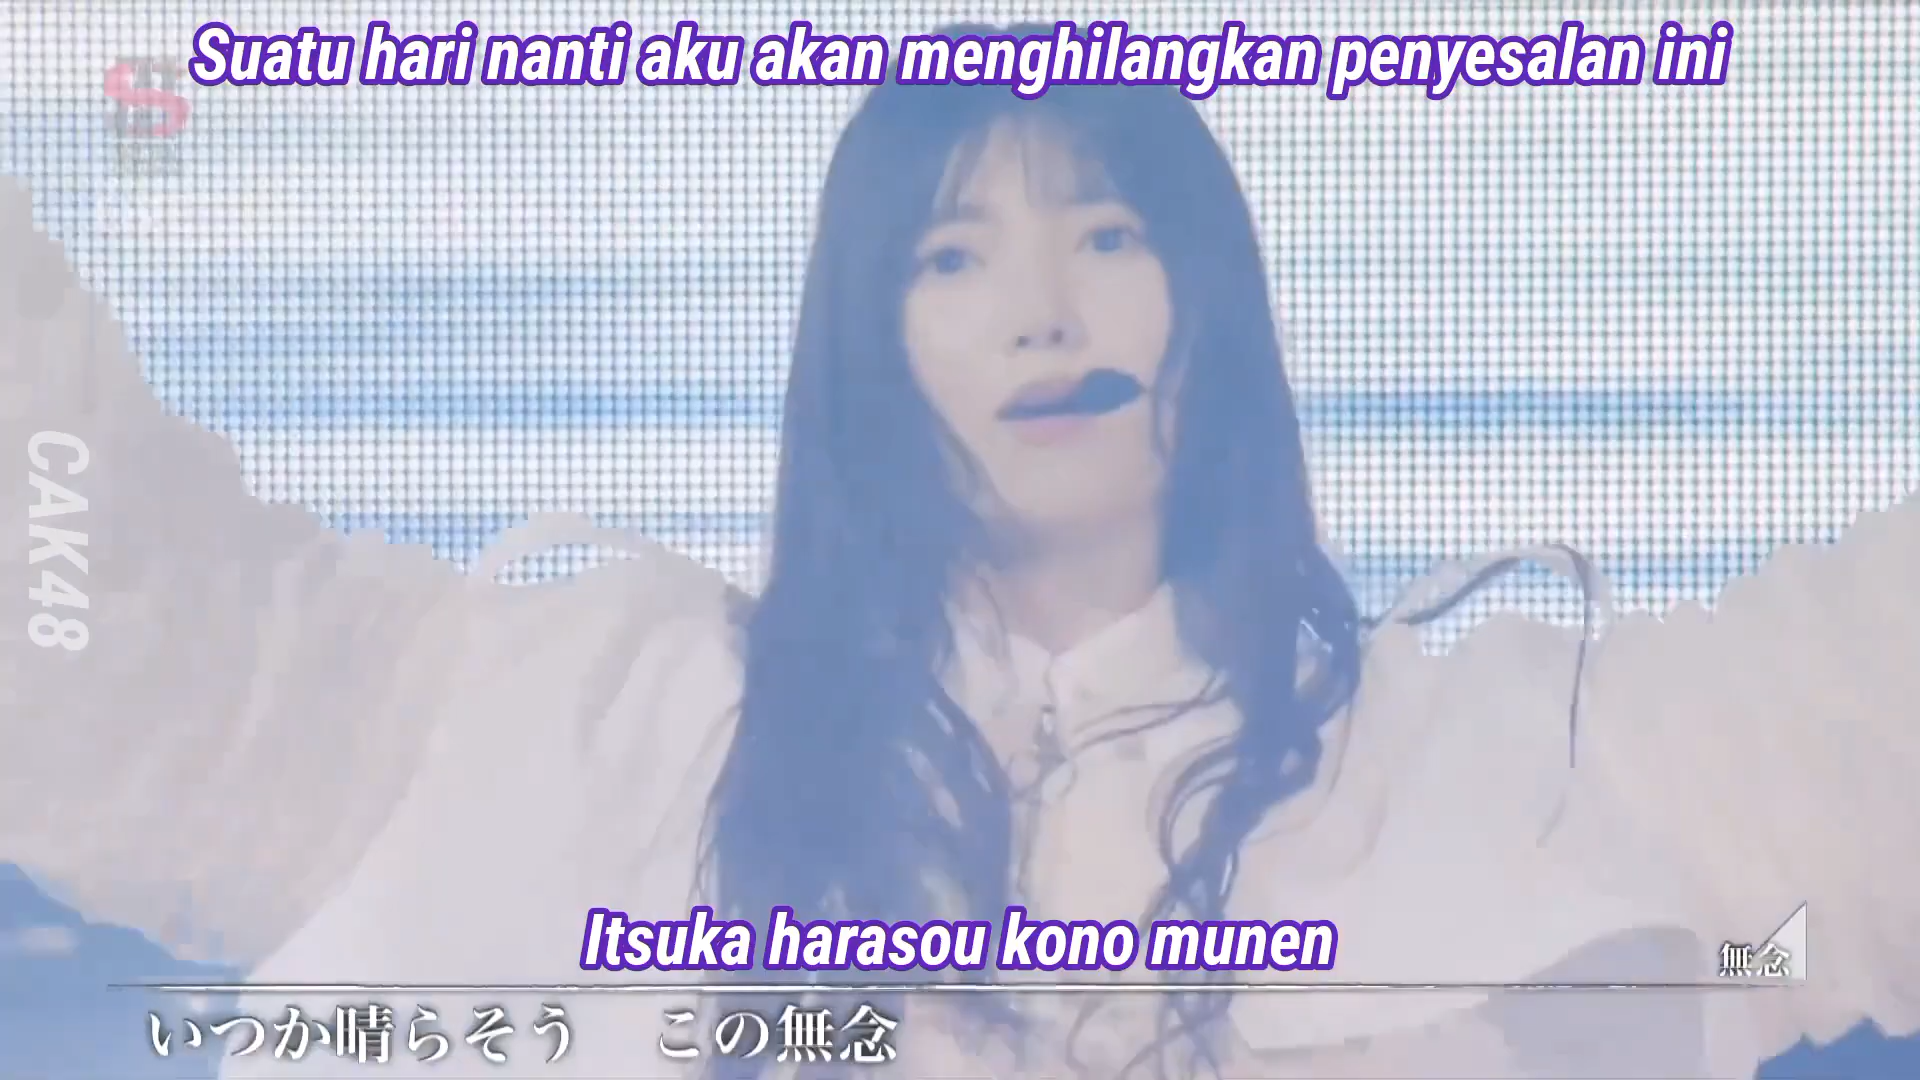 Suatu hari nanti aku akan menghilangkan penyesalan ini
CAK48
Itsuka harasou kono munen
無念
いつか晴らそう この無念